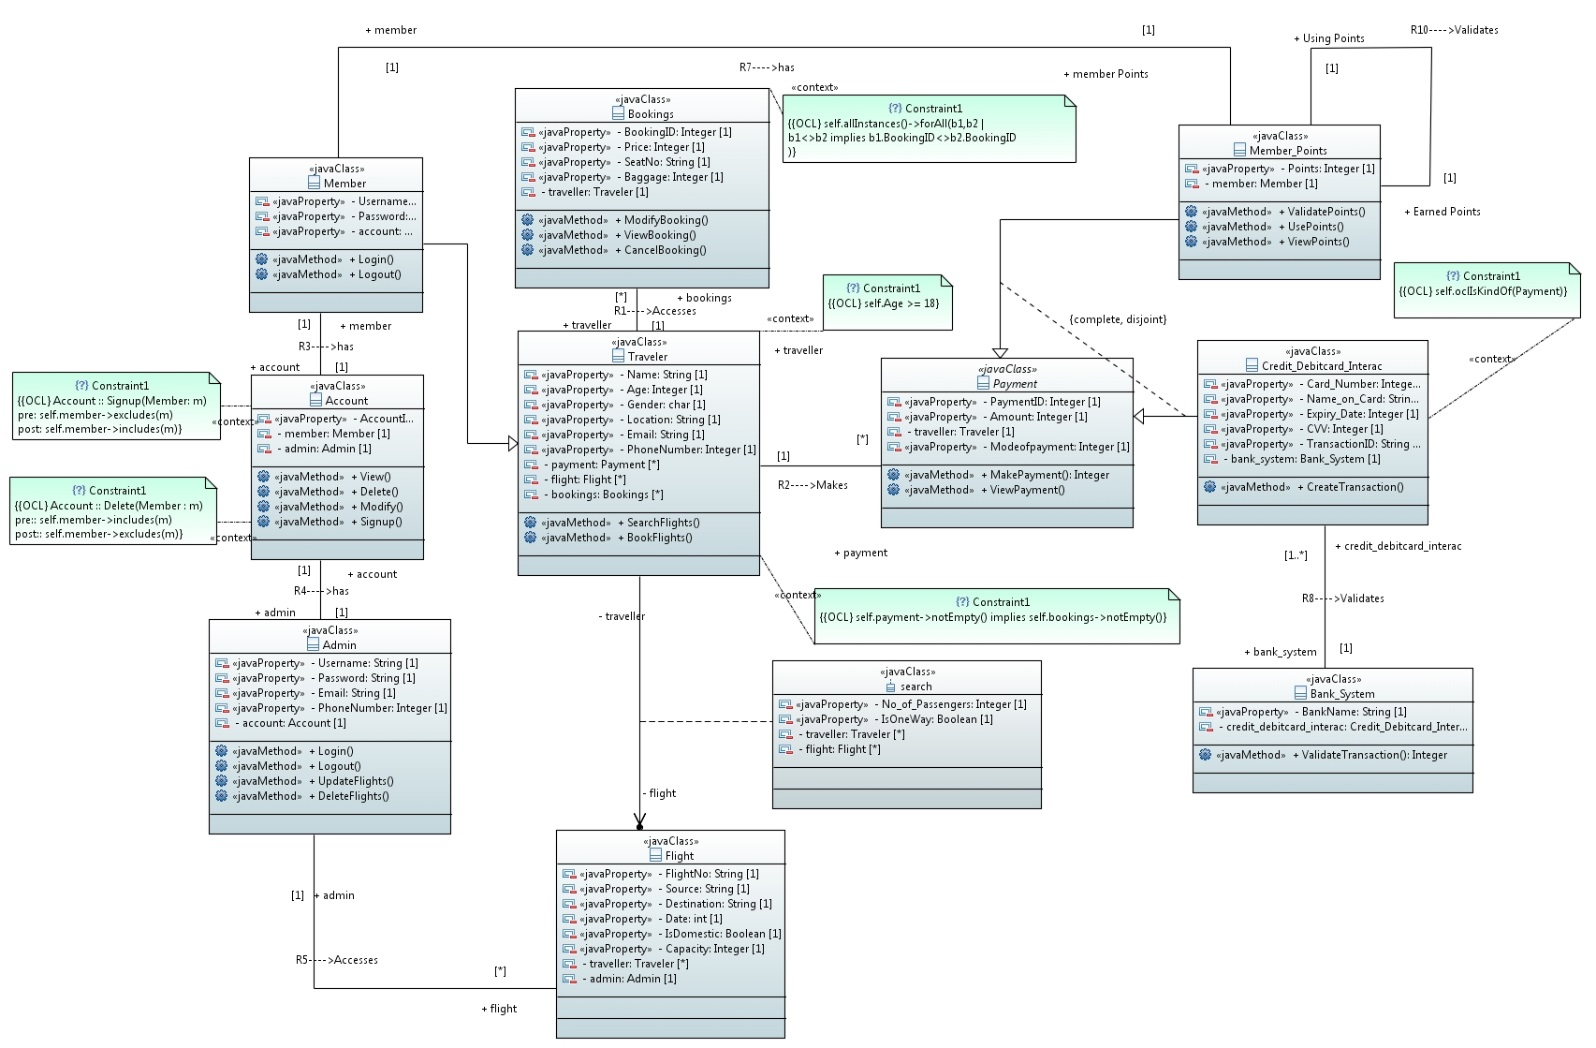 + member
[1]
[1]
R7---->has
+ member Points
+ Using Points
[1]
R10---->Validates
[1]
+ Earned Points
«context»
{?} Constraint1
{{OCL} self.allInstances()->forAll(b1,b2 |
b1<>b2 implies b1.BookingID<>b2.BookingID
)}
«javaClass»
Bookings
«javaProperty» - BookingID: Integer [1]
«javaProperty» - Price: Integer [1]
«javaProperty» - SeatNo: String [1]
«javaProperty» - Baggage: Integer [1]
- traveller: Traveler [1]
«javaMethod» + ModifyBooking()
«javaMethod» + ViewBooking()
«javaMethod» + CancelBooking()
«javaClass»
Member_Points
«javaProperty» - Points: Integer [1]
- member: Member [1]
«javaMethod» + ValidatePoints()
«javaMethod» + UsePoints()
«javaMethod» + ViewPoints()
«javaClass»
Member
«javaProperty» - Username...
«javaProperty» - Password:...
«javaProperty» - account: ...
«javaMethod» + Login()
«javaMethod» + Logout()
[1]
+ member
R3---->has
+ account
[1]
[*]
+ bookings
R1---->Accesses
+ traveller
[1]
«context»
{?} Constraint1
{{OCL} self.Age >= 18}
+ traveller
{?} Constraint1
{{OCL} self.oclIsKindOf(Payment)}
«context»
{complete, disjoint}
{?} Constraint1
{{OCL} Account :: Signup(Member: m)
pre: self.member->excludes(m)
post: self.member->includes(m)}
«context»
{?} Constraint1
{{OCL} Account :: Delete(Member : m)
pre:: self.member->includes(m)
post:: self.member->excludes(m)}
«context»
«javaClass»
Account
«javaProperty» - AccountI...
- member: Member [1]
- admin: Admin [1]
«javaMethod» + View()
«javaMethod» + Delete()
«javaMethod» + Modify()
«javaMethod» + Signup()
«javaClass»
Traveler
«javaProperty» - Name: String [1]
«javaProperty» - Age: Integer [1]
«javaProperty» - Gender: char [1]
«javaProperty» - Location: String [1]
«javaProperty» - Email: String [1]
«javaProperty» - PhoneNumber: Integer [1]
- payment: Payment [*]
- flight: Flight [*]
- bookings: Bookings [*]
«javaMethod» + SearchFlights()
«javaMethod» + BookFlights()
[*]
[1]
R2---->Makes
+ payment
«javaClass»
Payment
«javaProperty» - PaymentID: Integer [1]
«javaProperty» - Amount: Integer [1]
- traveller: Traveler [1]
«javaProperty» - Modeofpayment: Integer [1]
«javaMethod» + MakePayment(): Integer
«javaMethod» + ViewPayment()
«javaClass»
Credit_Debitcard_Interac
«javaProperty» - Card_Number: Intege...
«javaProperty» - Name_on_Card: Strin...
«javaProperty» - Expiry_Date: Integer [1]
«javaProperty» - CVV: Integer [1]
«javaProperty» - TransactionID: String ...
- bank_system: Bank_System [1]
«javaMethod» + CreateTransaction()
[1..*]
+ credit_debitcard_interac
R8---->Validates
+ bank_system
[1]
[1]
+ account
R4---->has
+ admin
[1]
- traveller
«context»
{?} Constraint1
{{OCL} self.payment->notEmpty() implies self.bookings->notEmpty()}
«javaClass»
Admin
«javaProperty» - Username: String [1]
«javaProperty» - Password: String [1]
«javaProperty» - Email: String [1]
«javaProperty» - PhoneNumber: Integer [1]
- account: Account [1]
«javaMethod» + Login()
«javaMethod» + Logout()
«javaMethod» + UpdateFlights()
«javaMethod» + DeleteFlights()
«javaClass»
search
«javaProperty» - No_of_Passengers: Integer [1]
«javaProperty» - IsOneWay: Boolean [1]
- traveller: Traveler [*]
- flight: Flight [*]
«javaClass»
Bank_System
«javaProperty» - BankName: String [1]
- credit_debitcard_interac: Credit_Debitcard_Inter...
«javaMethod» + ValidateTransaction(): Integer
- flight
«javaClass»
Flight
«javaProperty» - FlightNo: String [1]
«javaProperty» - Source: String [1]
«javaProperty» - Destination: String [1]
«javaProperty» - Date: int [1]
«javaProperty» - IsDomestic: Boolean [1]
«javaProperty» - Capacity: Integer [1]
- traveller: Traveler [*]
- admin: Admin [1]
[1]
+ admin
R5---->Accesses
[*]
+ flight